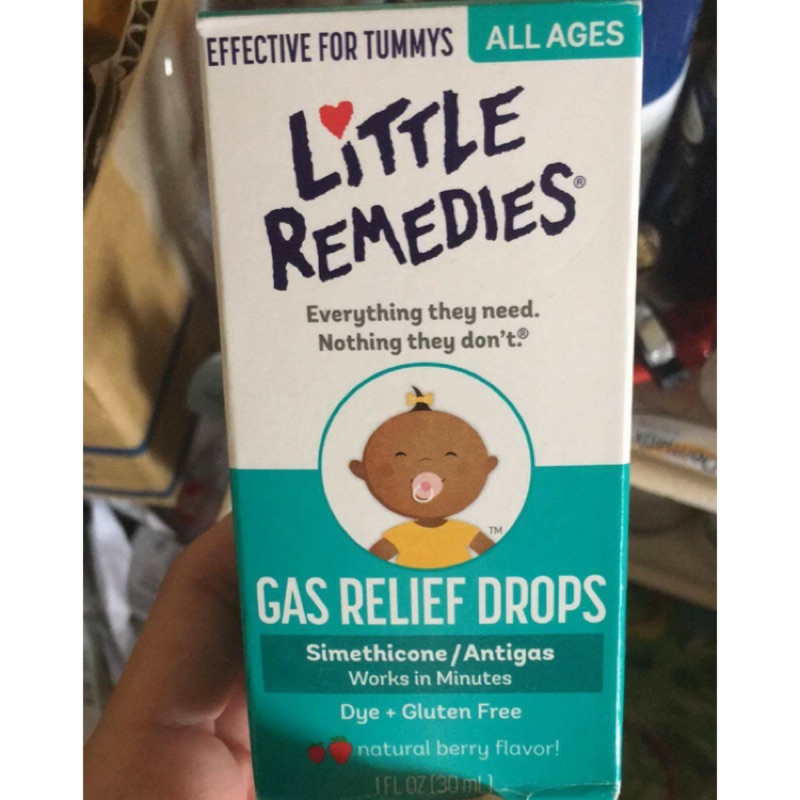 EFFECTIVE FOR TUMMYS
ALL AGES
LiTTLE
REMEDiES®
Everything they need.
Nothing they don't.®
TM
GAS RELIEF DROPS
Simethicone/Antigas
Works in Minutes
Dye + Gluten Free
natural berry flavor!
1 FL OZ (30 mL)